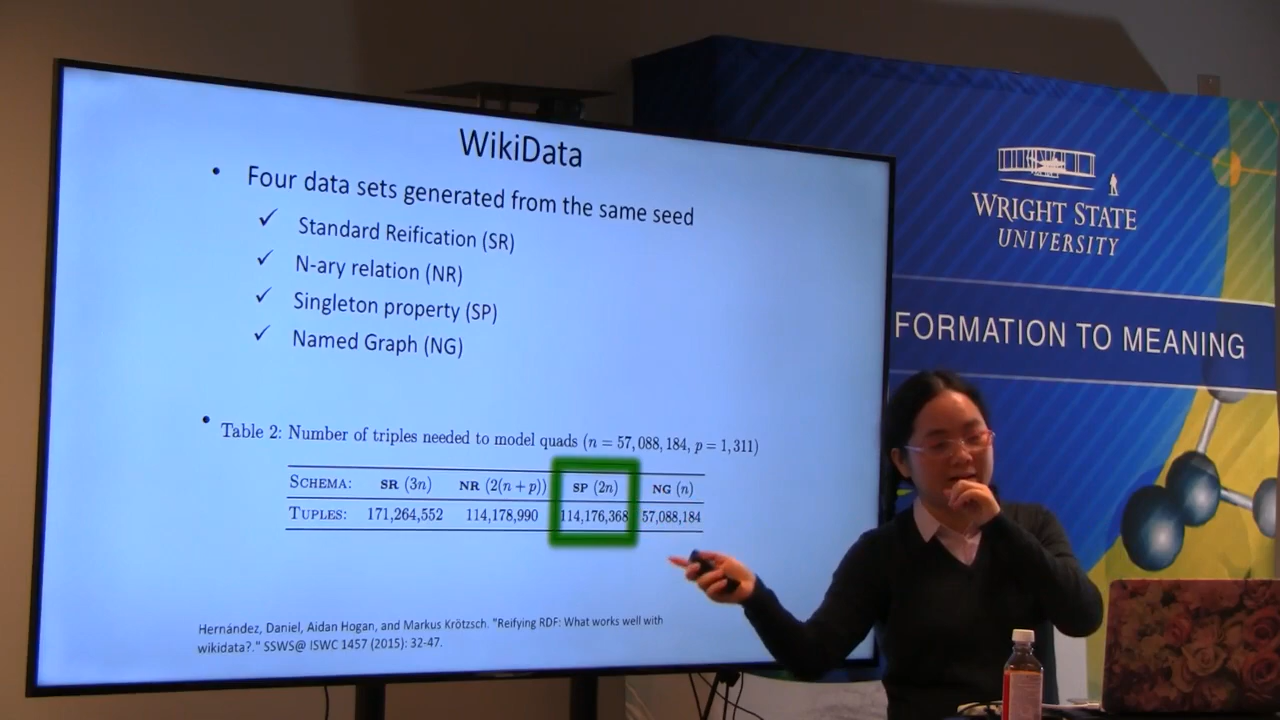 WikiData
• Four data sets generated from the same seed
✓ Standard Reification (SR)
✓ N-ary relation (NR)
✓ Singleton property (SP)
✓ Named Graph (NG)
• Table 2: Number of triples needed to model quads (n = 57,088,184, p = 1,311)
SCHEMA: SR (3n) NR (2(n + p)) SP (2n) NG (n)
TUPLES: 171,264,552 114,178,990 114,176,368 57,088,184
Hernández, Daniel, Aidan Hogan, and Markus Krötzsch. "Reifying RDF: What works well with
wikidata?." SSWS@ ISWC 1457 (2015): 32-47.
WRIGHT STATE
UNIVERSITY
FORMATION TO MEANING